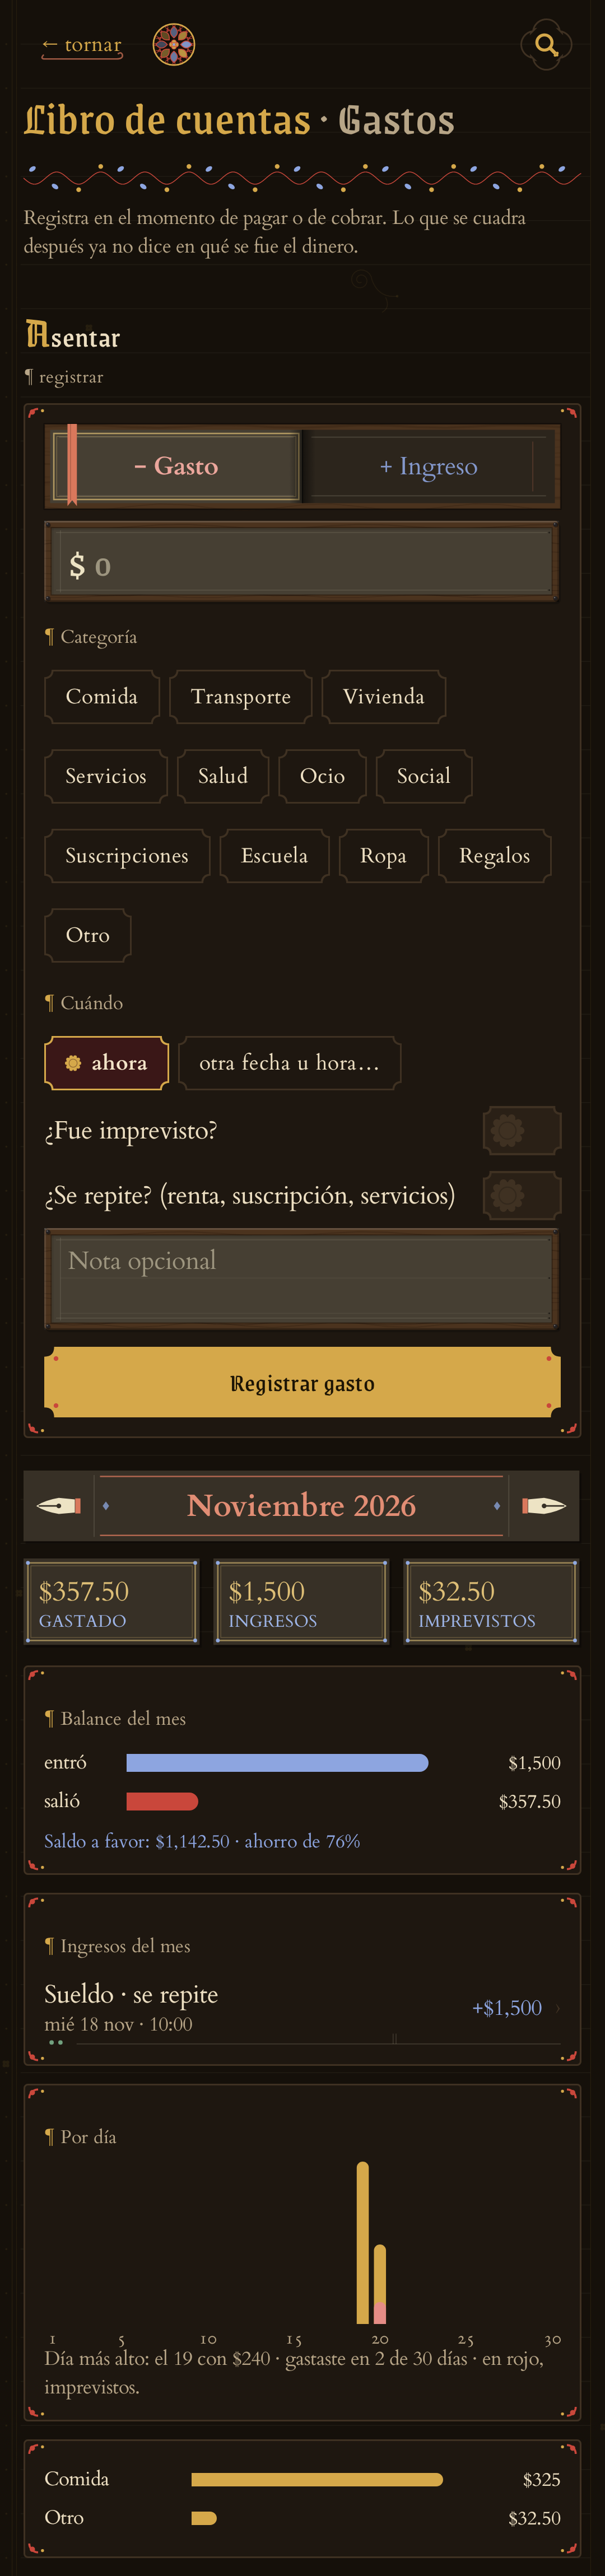 ← tornar
Libro de cuentas · Gastos
Registra en el momento de pagar o de cobrar. Lo que se cuadra
después ya no dice en qué se fue el dinero.
Asentar
¶ registrar
– Gasto
+ Ingreso
$ 0
¶ Categoría
Comida Transporte Vivienda
Servicios Salud Ocio Social
Suscripciones Escuela Ropa Regalos
Otro
¶ Cuándo
ahora otra fecha u hora...
¿Fue imprevisto?
¿Se repite? (renta, suscripción, servicios)
Nota opcional
Registrar gasto
Noviembre 2026
$357.50 $1,500 $32.50
GASTADO INGRESOS IMPREVISTOS
¶ Balance del mes
entró $1,500
salió $357.50
Saldo a favor: $1,142.50 · ahorro de 76%
¶ Ingresos del mes
Sueldo · se repite
+$1,500 ›
mié 18 nov · 10:00
¶ Por día
1 5 10 15 20 25 30
Día más alto: el 19 con $240 · gastaste en 2 de 30 días · en rojo,
imprevistos.
Comida $325
Otro $32.50